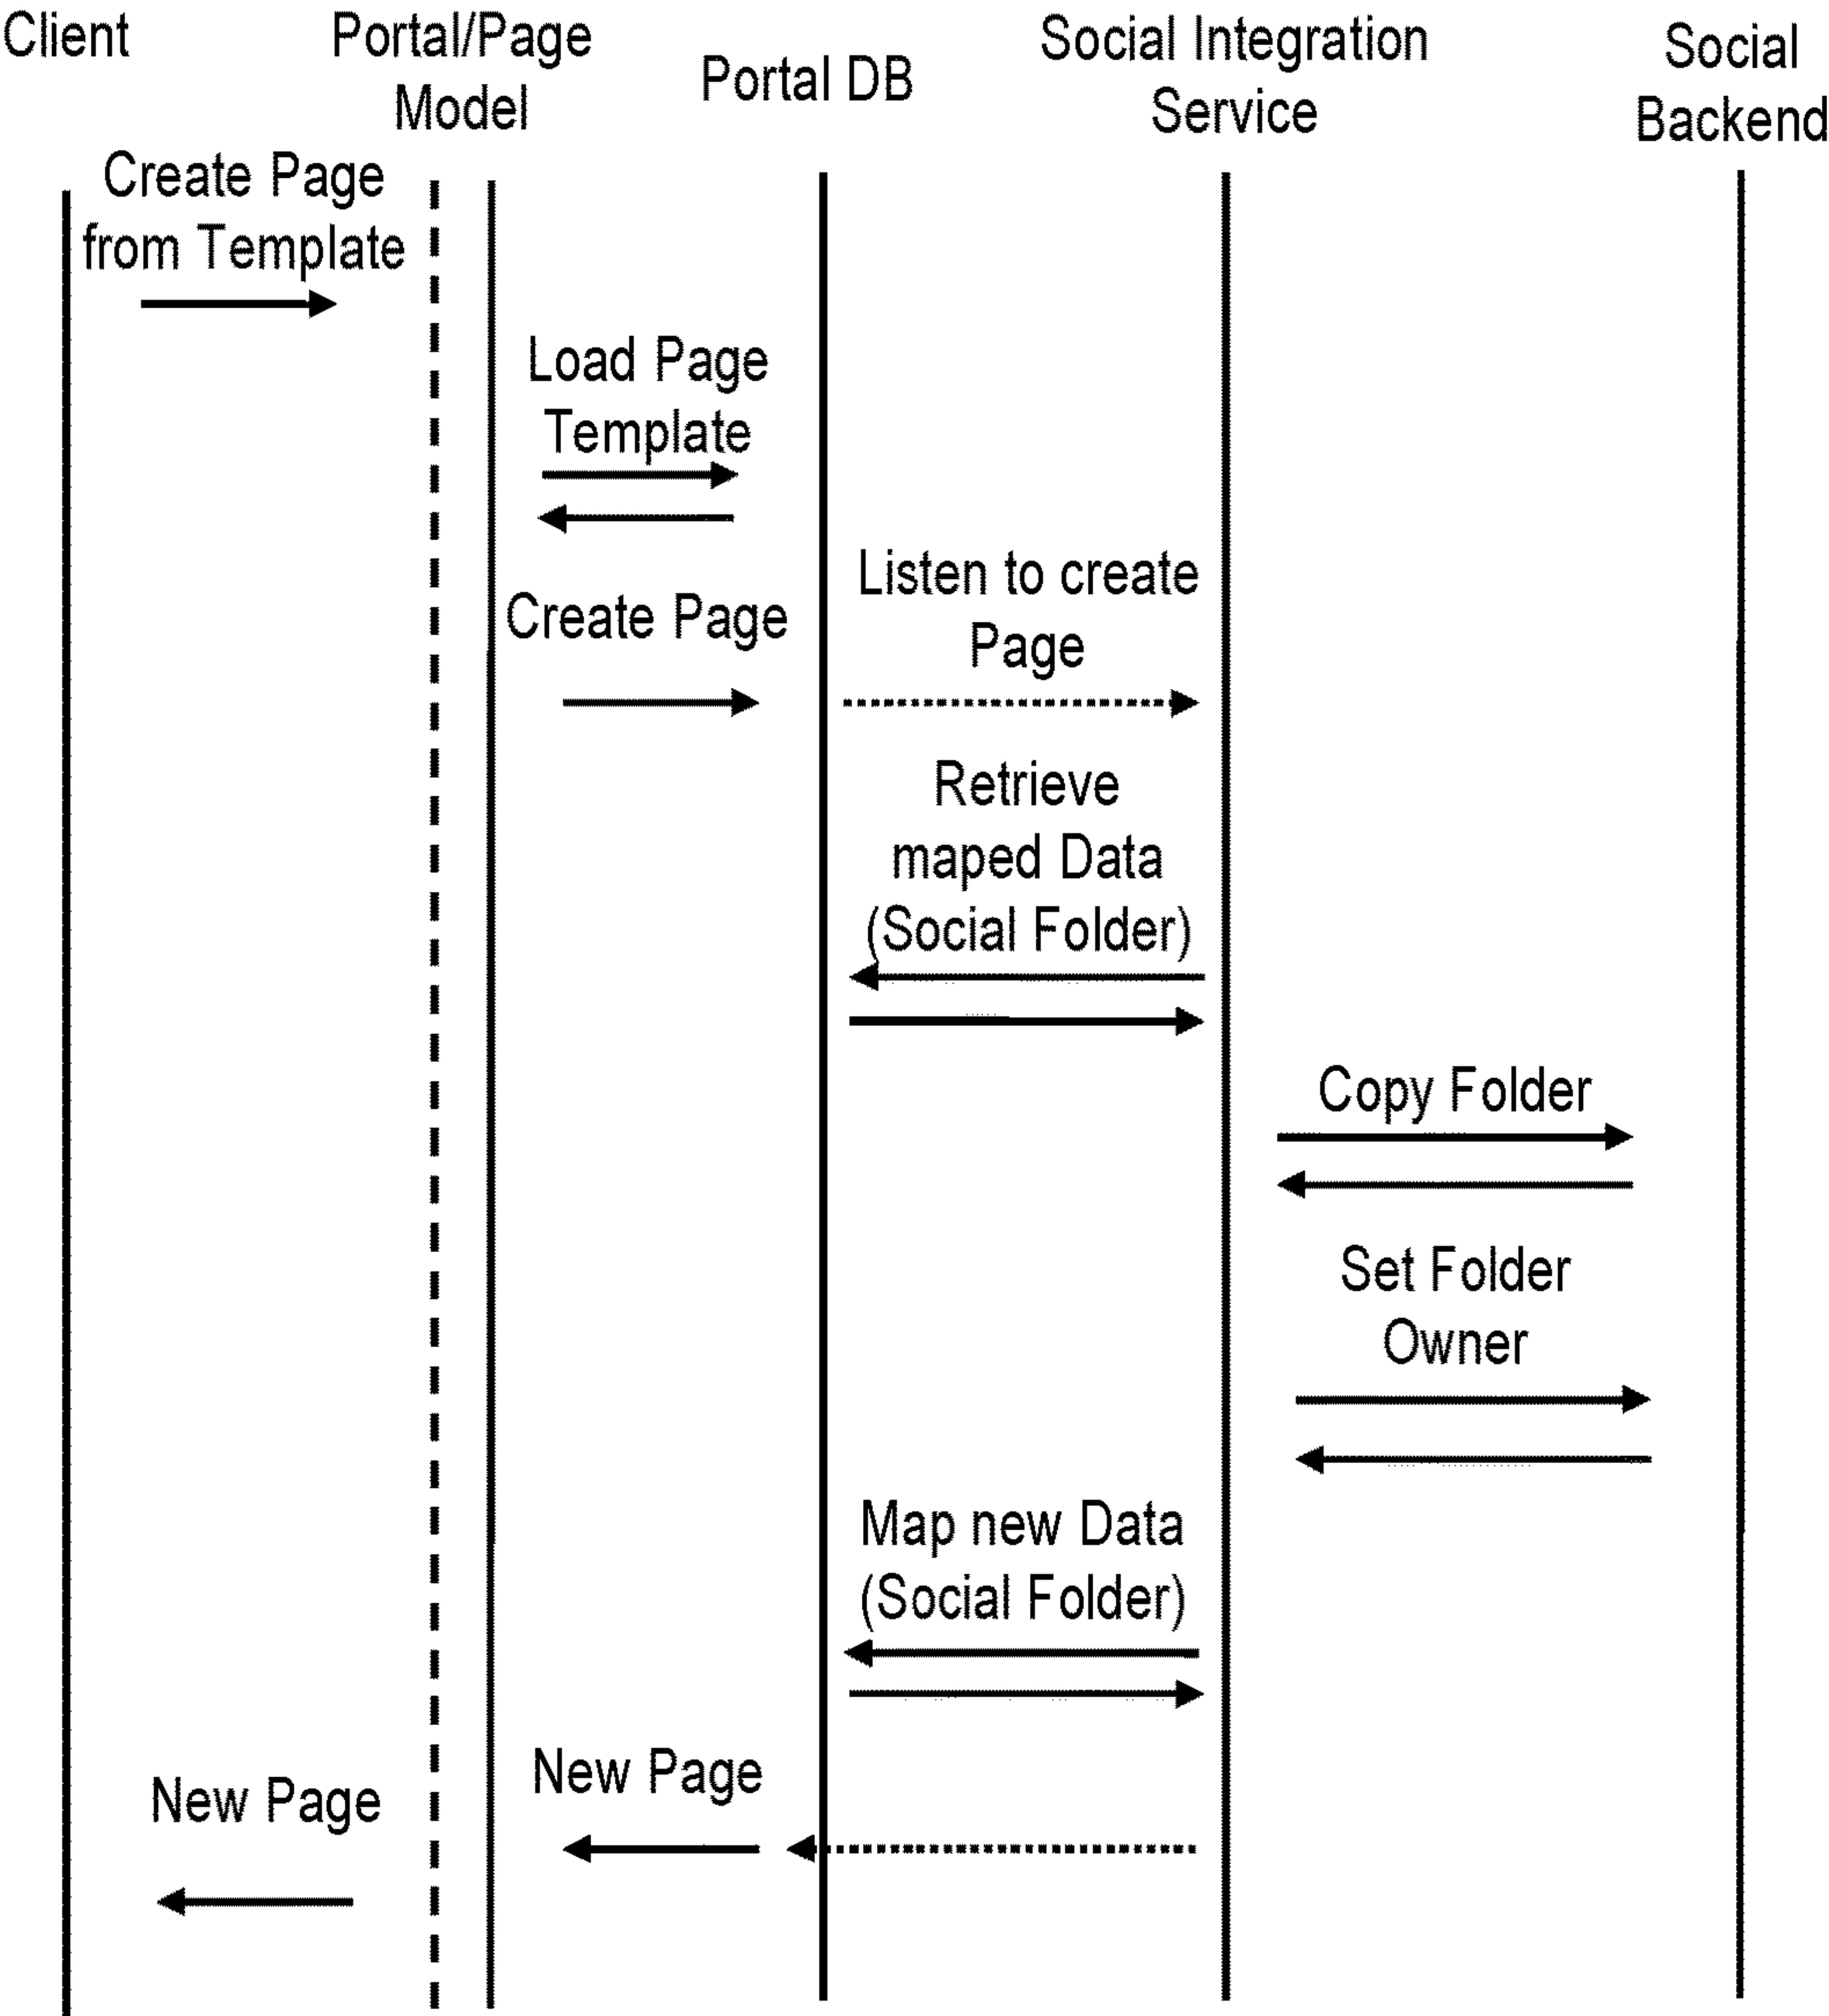 Client
Portal/Page
Model
Portal DB
Social Integration
Service
Social
Backend
Create Page
from Template
Load Page
Template
Create Page
Listen to create
Page
Retrieve
maped Data
(Social Folder)
Copy Folder
Set Folder
Owner
Map new Data
(Social Folder)
New Page
New Page